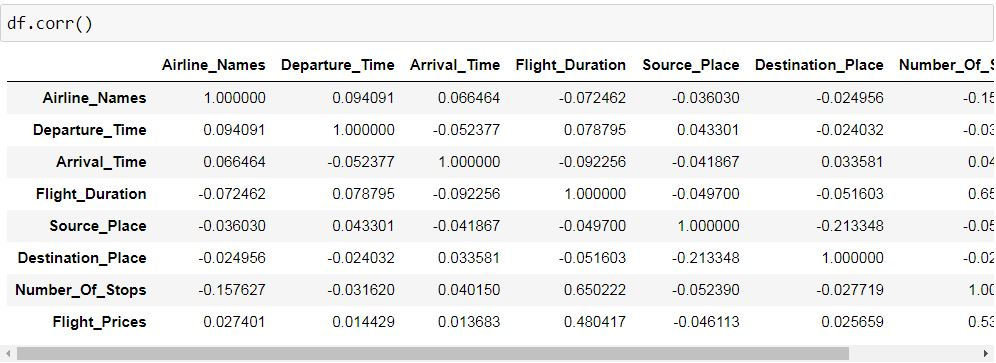 df.corr()
Airline_Names Departure_Time Arrival_Time Flight_Duration Source_Place Destination_Place Number_Of_S
Airline_Names 1.000000 0.094091 0.066464 -0.072462 -0.036030 -0.024956 -0.15
Departure_Time 0.094091 1.000000 -0.052377 0.078795 0.043301 -0.024032 -0.03
Arrival_Time 0.066464 -0.052377 1.000000 -0.092256 -0.041867 0.033581 0.04
Flight_Duration -0.072462 0.078795 -0.092256 1.000000 -0.049700 -0.051603 0.65
Source_Place -0.036030 0.043301 -0.041867 -0.049700 1.000000 -0.213348 -0.05
Destination_Place -0.024956 -0.024032 0.033581 -0.051603 -0.213348 1.000000 -0.02
Number_Of_Stops -0.157627 -0.031620 0.040150 0.650222 -0.052390 -0.027719 1.00
Flight_Prices 0.027401 0.014429 0.013683 0.480417 -0.046113 0.025659 0.53